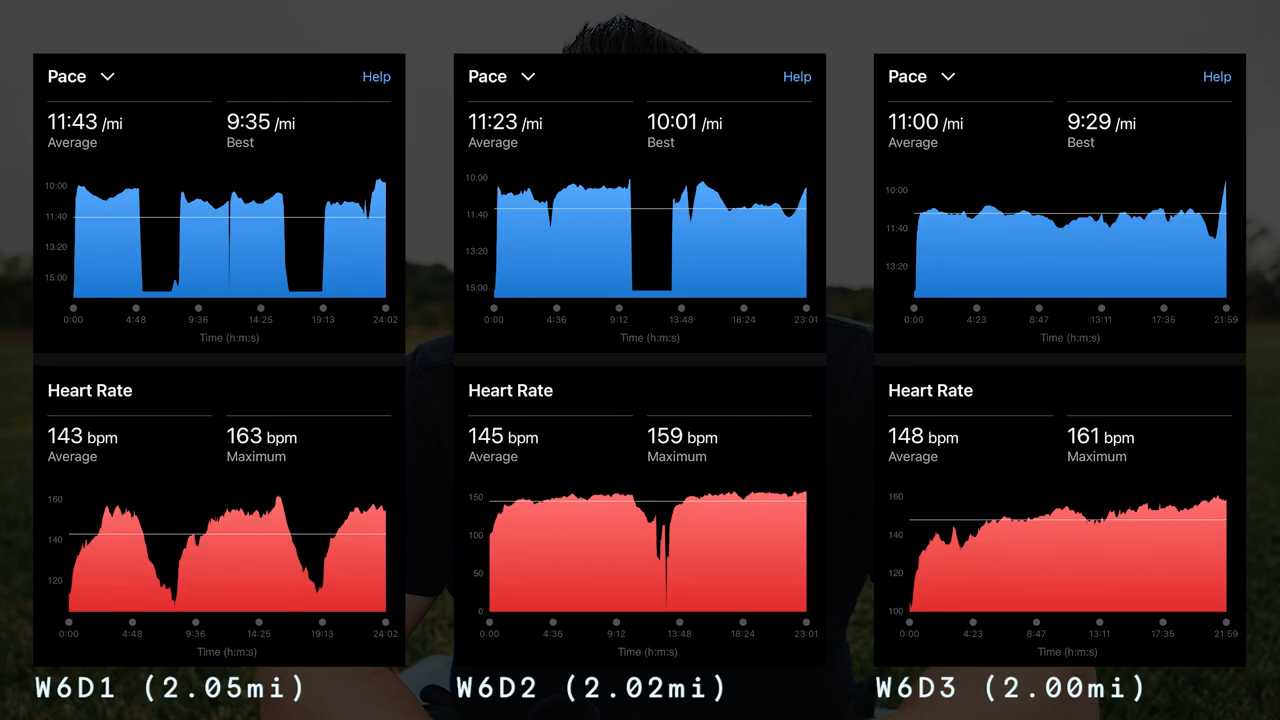 Pace Help
11:43 /mi 9:35 /mi
Average Best
10:00
11:40
13:20
15:00
0:00 4:48 9:36 14:25 19:13 24:02
Time (h:m:s)
Heart Rate
143 bpm 163 bpm
Average Maximum
160
140
120
0:00 4:48 9:36 14:25 19:13 24:02
Time (h:m:s)
W6D1 (2.05mi)
Pace Help
11:23 /mi 10:01 /mi
Average Best
10:00
11:40
13:20
15:00
0:00 4:36 9:12 13:48 18:24 23:01
Time (h:m:s)
Heart Rate
145 bpm 159 bpm
Average Maximum
150
100
50
0
0:00 4:36 9:12 13:48 18:24 23:01
Time (h:m:s)
W6D2 (2.02mi)
Pace Help
11:00 /mi 9:29 /mi
Average Best
10:00
11:40
13:20
0:00 4:23 8:47 13:11 17:35 21:59
Time (h:m:s)
Heart Rate
148 bpm 161 bpm
Average Maximum
160
140
120
100
0:00 4:23 8:47 13:11 17:35 21:59
Time (h:m:s)
W6D3 (2.00mi)